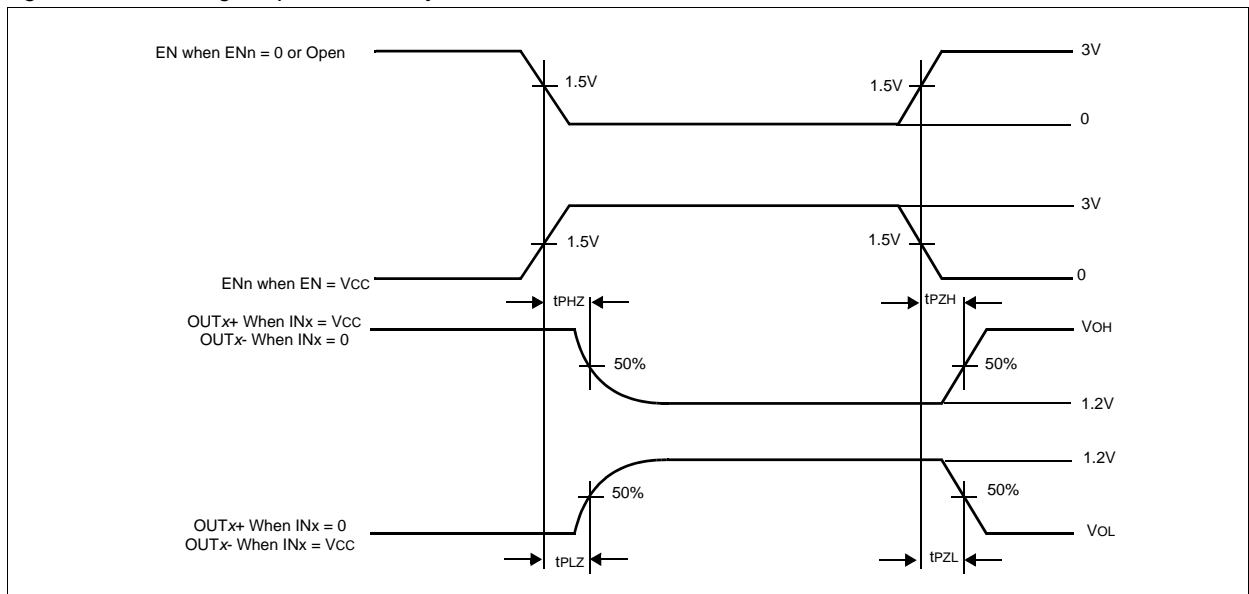 EN when ENn = 0 or Open
3V
1.5V
1.5V
0
3V
1.5V
1.5V
ENn when EN = VCC
0
tPHZ
tPZH
OUTx+ When INx = VCC
OUTx- When INx = 0
VOH
50%
50%
1.2V
1.2V
50%
50%
OUTx+ When INx = 0
OUTx- When INx = VCC
VOL
tPLZ
tPZL